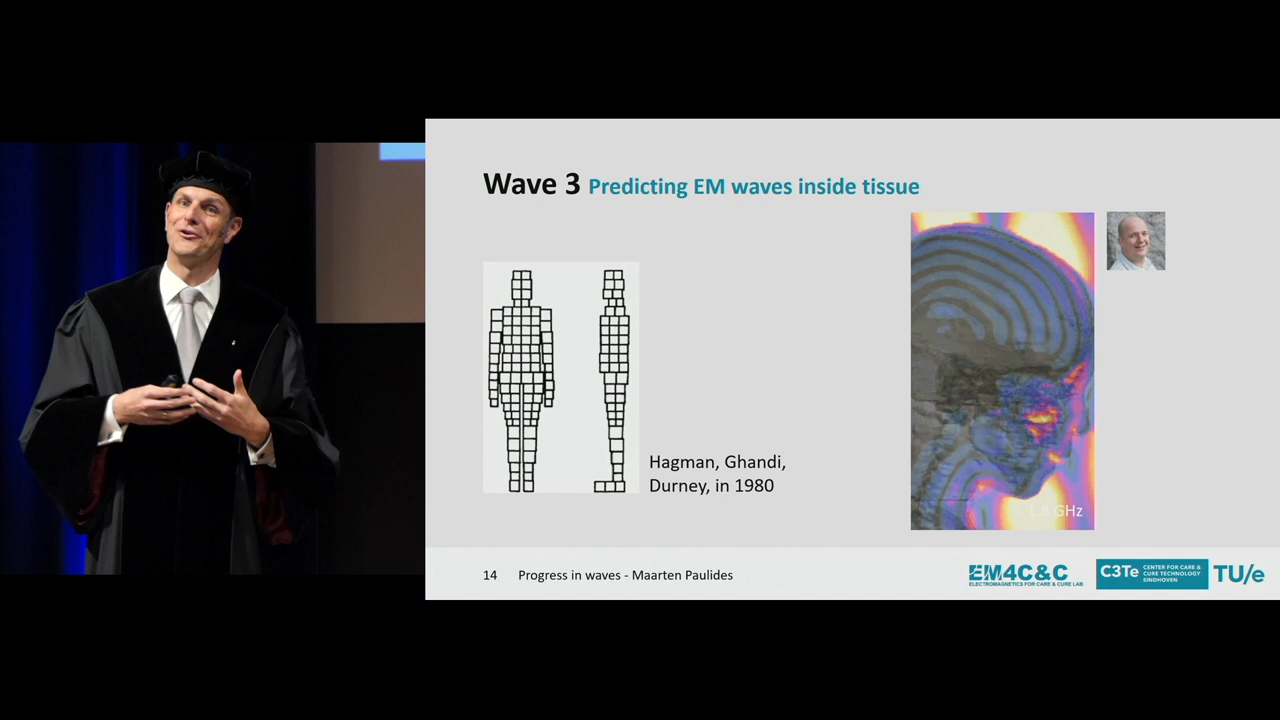 Wave 3 Predicting EM waves inside tissue
Hagman, Ghandi,
Durney, in 1980
1.8 GHz
14 Progress in waves - Maarten Paulides
EM4C&C
ELECTROMAGNETICS FOR CARE & CURE LAB
C3Te
CENTER FOR CARE &
CURE TECHNOLOGY
EINDHOVEN
TU/e